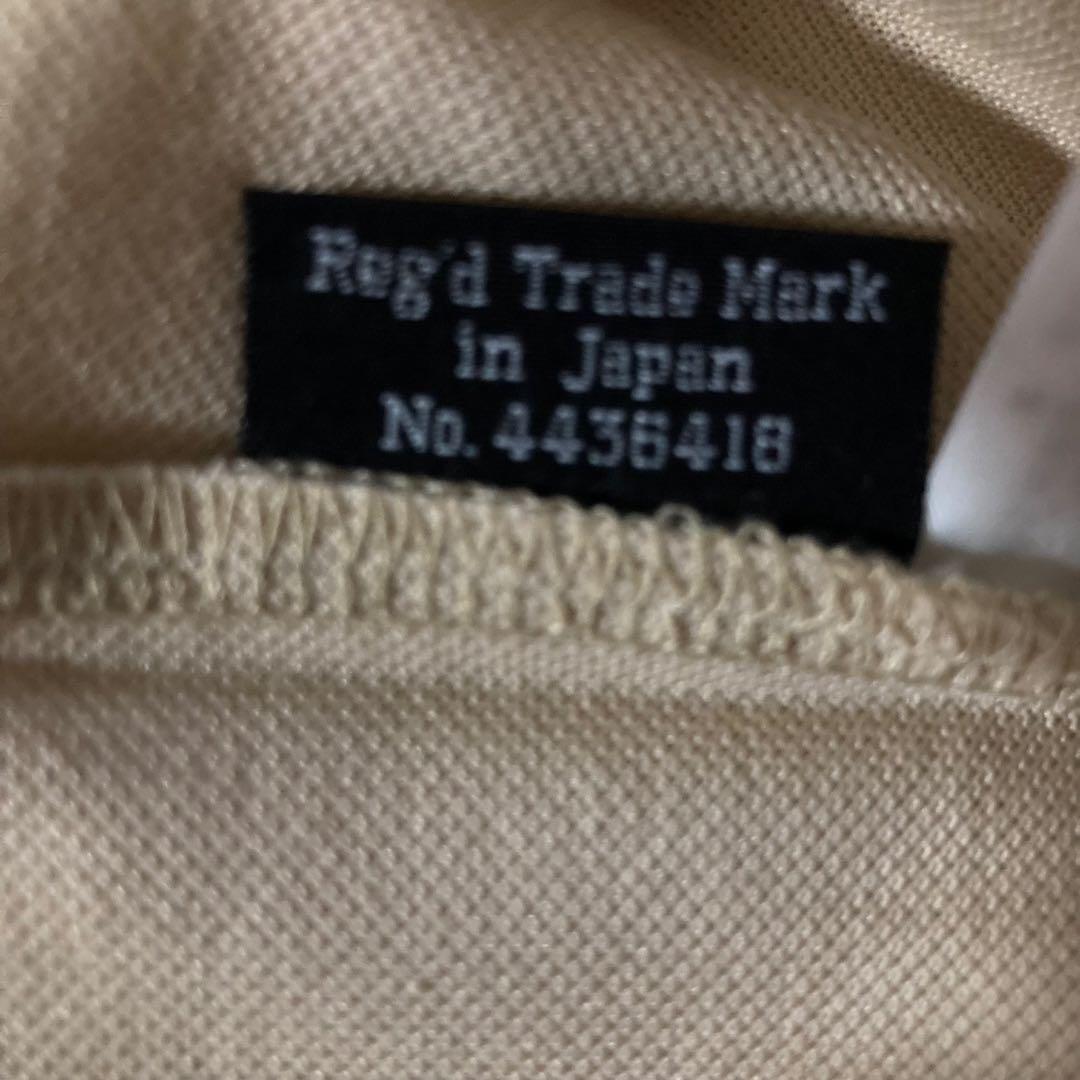 Reg'd Trade Mark
in Japan
No. 4436418